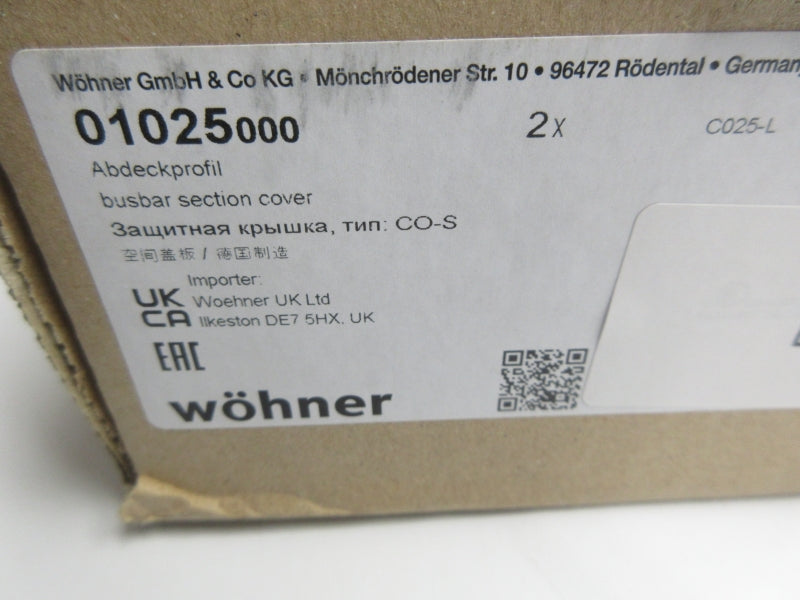 Wöhner GmbH & Co KG • Mönchrödener Str. 10 • 96472 Rödental • German
01025000 2x C025-L
Abdeckprofil
busbar section cover
Защитная крышка, тип: CO-S
空间盖板 / 德国制造
Importer:
UK Woehner UK Ltd
CA Ilkeston DE7 5HX. UK
EAC
wöhner